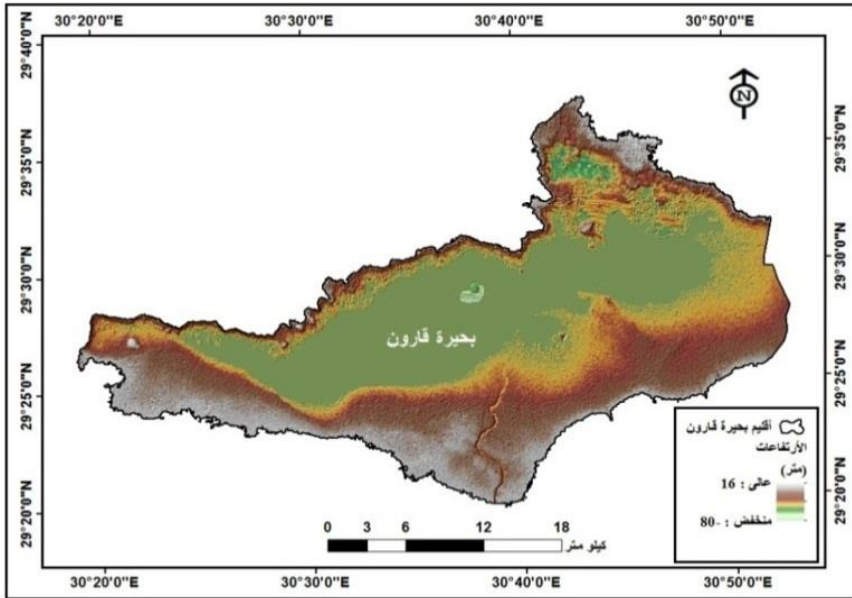 30°20'0"E 30°30'0"E 30°40'0"E 30°50'0"E
29°40'0"N
29°35'0"N
29°30'0"N
29°25'0"N
29°20'0"N
N
29°35'0"N
29°30'0"N
29°25'0"N
29°20'0"N
بحيرة قارون
أقليم بحيرة قارون
الأرتفاعات
(متر)
عالى : 16
منخفض : -80
0 3 6 12 18
كيلو متر
30°20'0"E 30°30'0"E 30°40'0"E 30°50'0"E